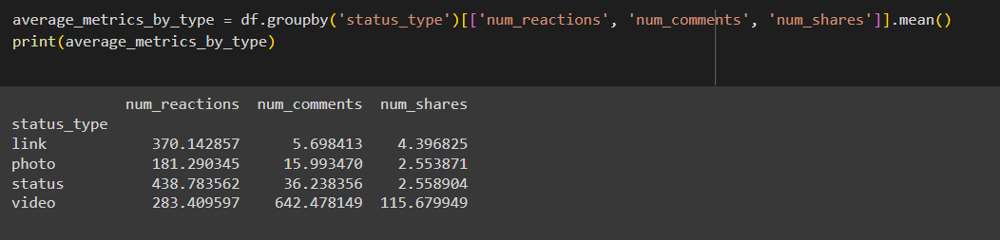 average_metrics_by_type = df.groupby('status_type')[['num_reactions', 'num_comments', 'num_shares']].mean()
print(average_metrics_by_type)
num_reactions num_comments num_shares
status_type
link 370.142857 5.698413 4.396825
photo 181.290345 15.993470 2.553871
status 438.783562 36.238356 2.558904
video 283.409597 642.478149 115.679949